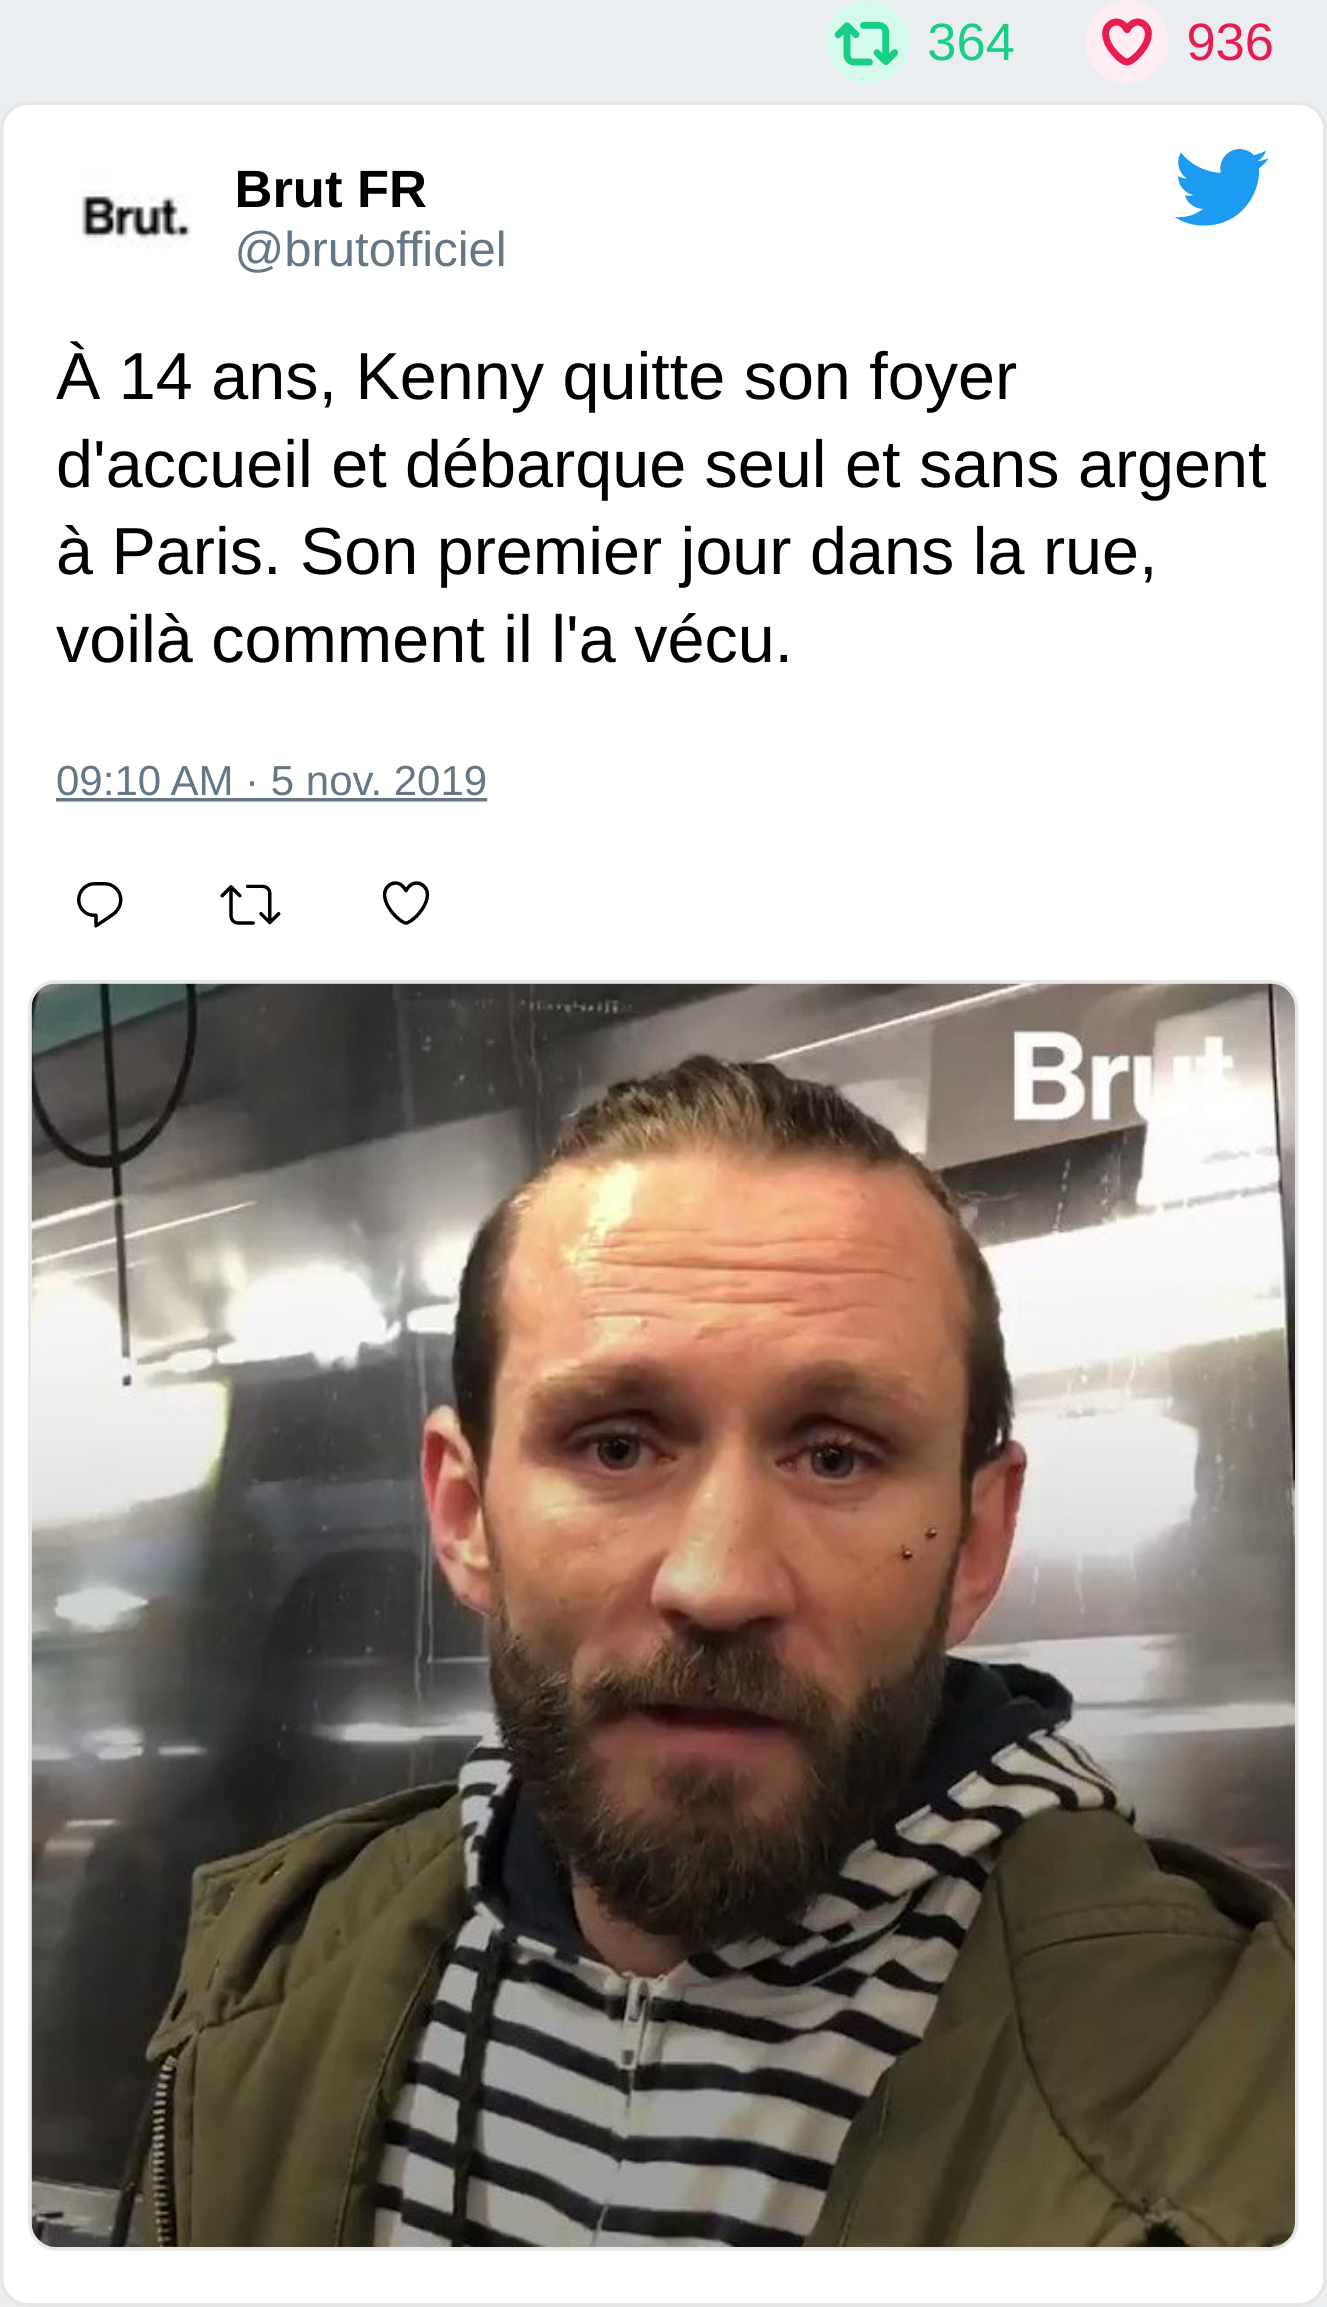 364 936
Brut.
Brut FR
@brutofficiel
À 14 ans, Kenny quitte son foyer
d'accueil et débarque seul et sans argent
à Paris. Son premier jour dans la rue,
voilà comment il l'a vécu.
09:10 AM · 5 nov. 2019
Brut.